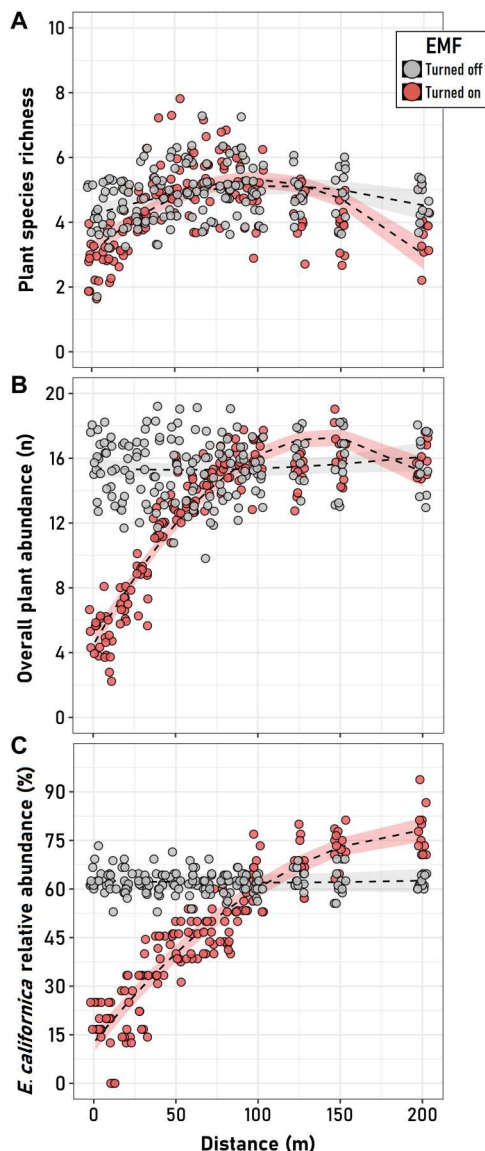 A
10
8
6
4
2
0
Plant species richness
EMF
Turned off
Turned on
B
20
16
12
8
4
0
Overall plant abundance (n)
C
90
75
60
45
30
15
0
E. californica relative abundance (%)
0 50 100 150 200
Distance (m)